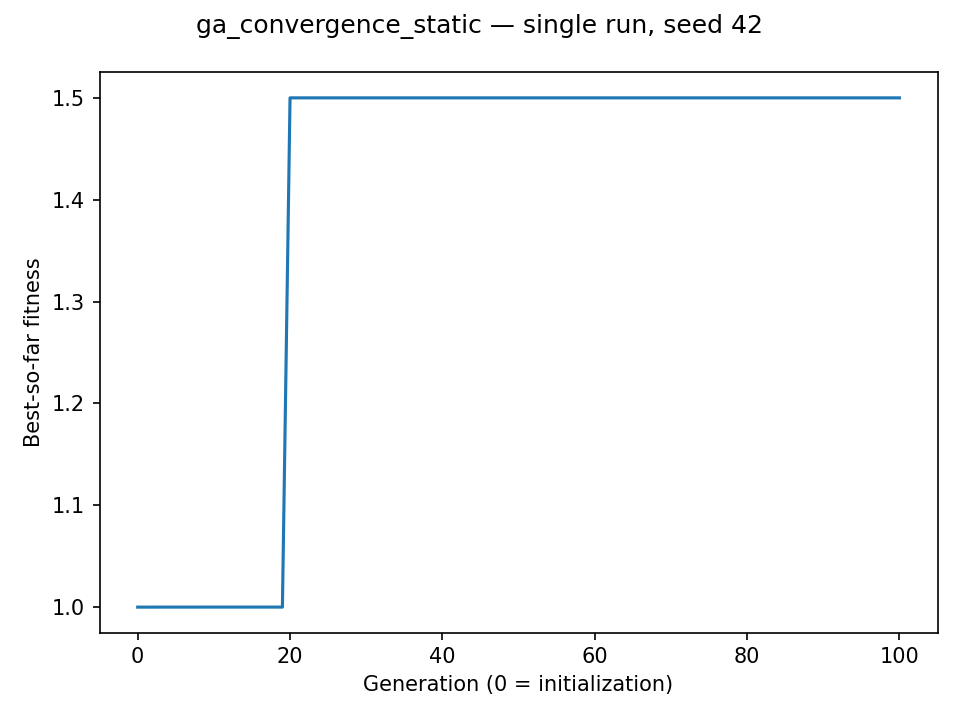 ga_convergence_static — single run, seed 42
1.5
1.4
1.3
1.2
1.1
1.0
Best-so-far fitness
0 20 40 60 80 100
Generation (0 = initialization)